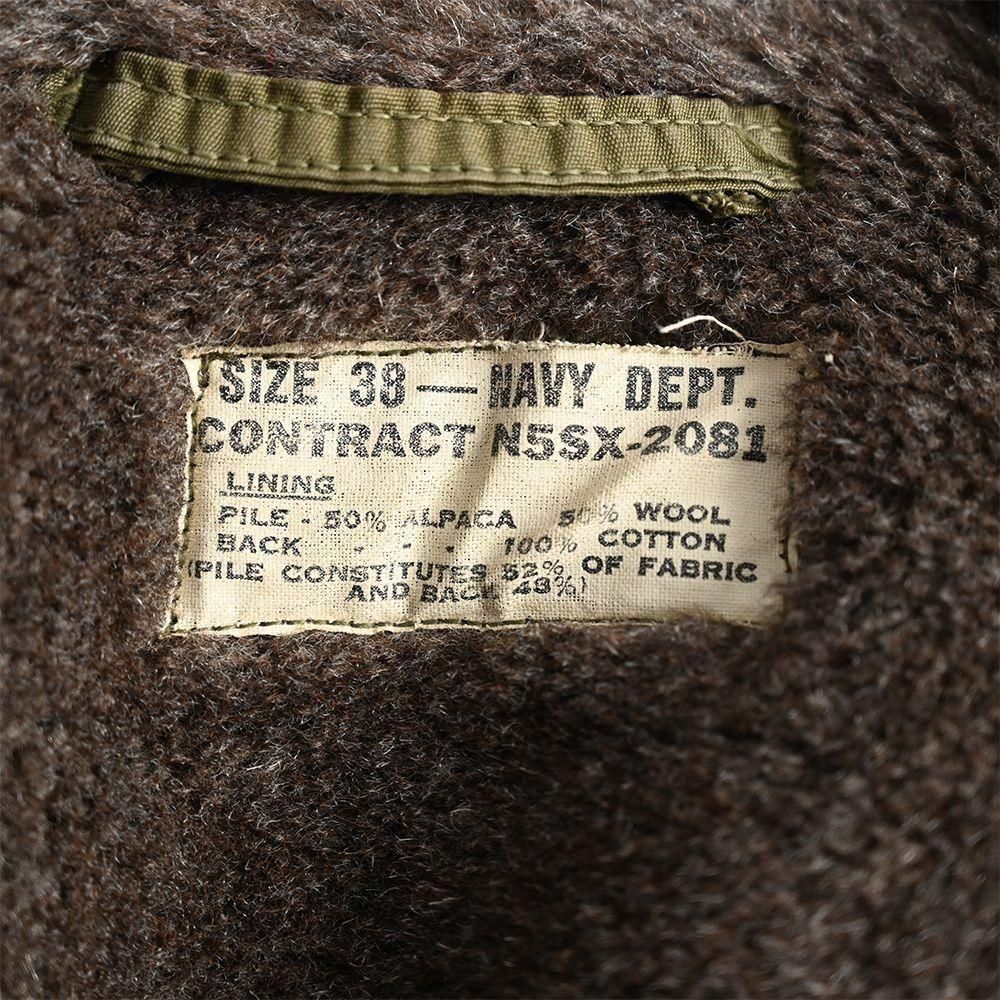 SIZE 38 — NAVY DEPT.
CONTRACT N5SX-2081
LINING
PILE - 50% ALPACA 50% WOOL
BACK - - - 100% COTTON
(PILE CONSTITUTES 52% OF FABRIC
AND BACK 48%)